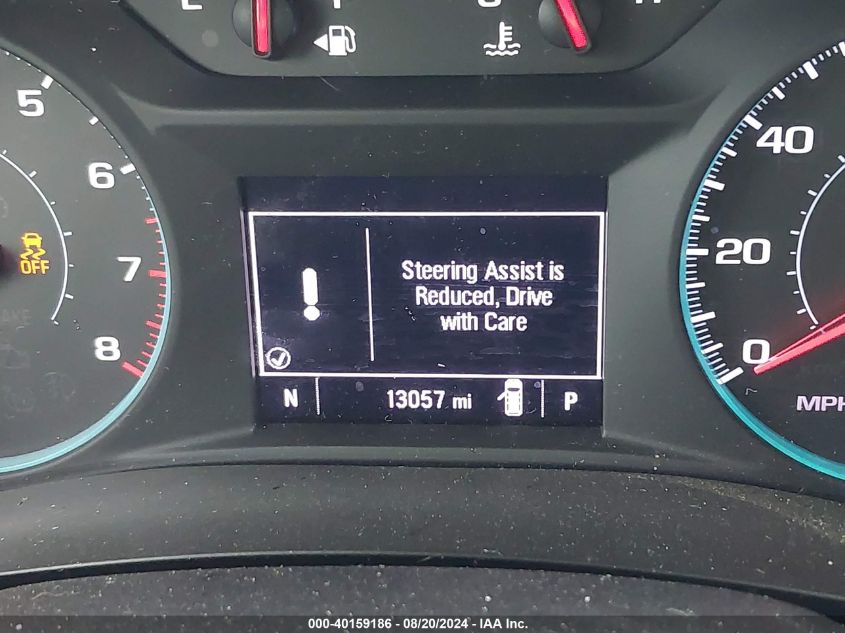 5
6
7
8
OFF
40
20
0
MPH
Steering Assist is
Reduced, Drive
with Care
N 13057 mi P
000-40159186 - 08/20/2024 - IAA Inc.